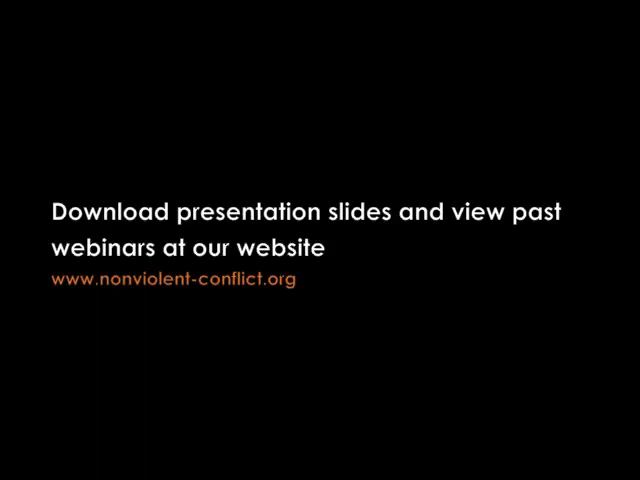 Download presentation slides and view past
webinars at our website
www.nonviolent-conflict.org